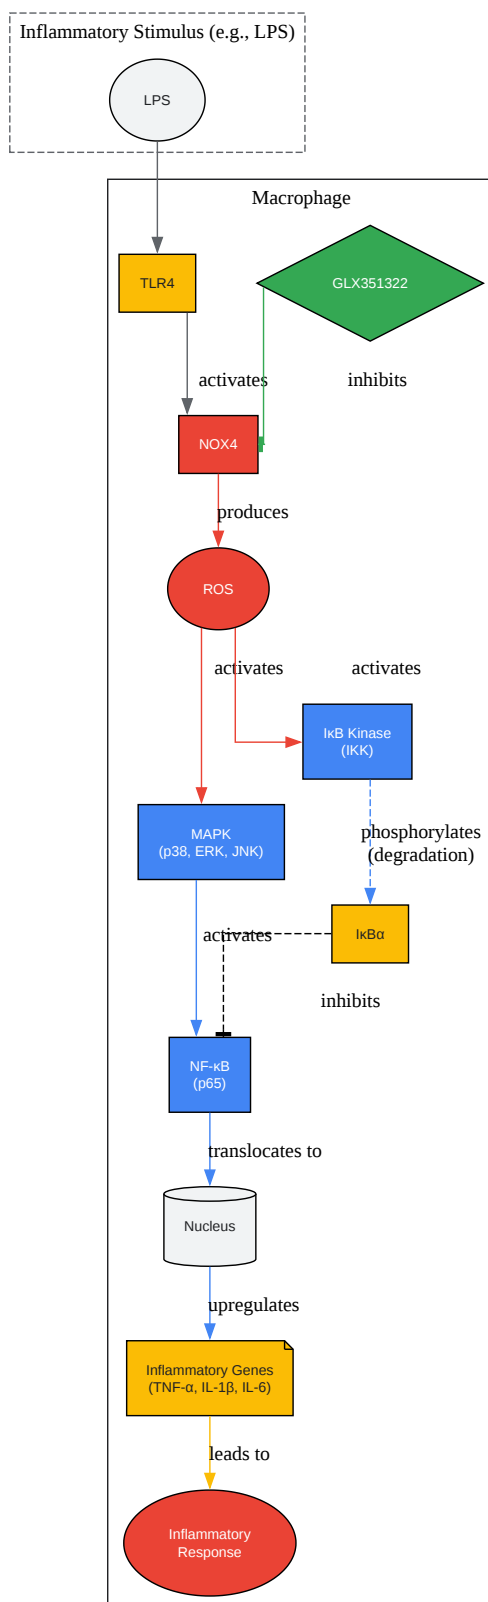 Inflammatory Stimulus (e.g., LPS)
LPS
Macrophage
TLR4
GLX351322
activates
inhibits
NOX4
produces
ROS
activates
activates
IκB Kinase
(IKK)
MAPK
(p38, ERK, JNK)
phosphorylates
(degradation)
activates
IκBα
inhibits
NF-κB
(p65)
translocates to
Nucleus
upregulates
Inflammatory Genes
(TNF-α, IL-1β, IL-6)
leads to
Inflammatory
Response